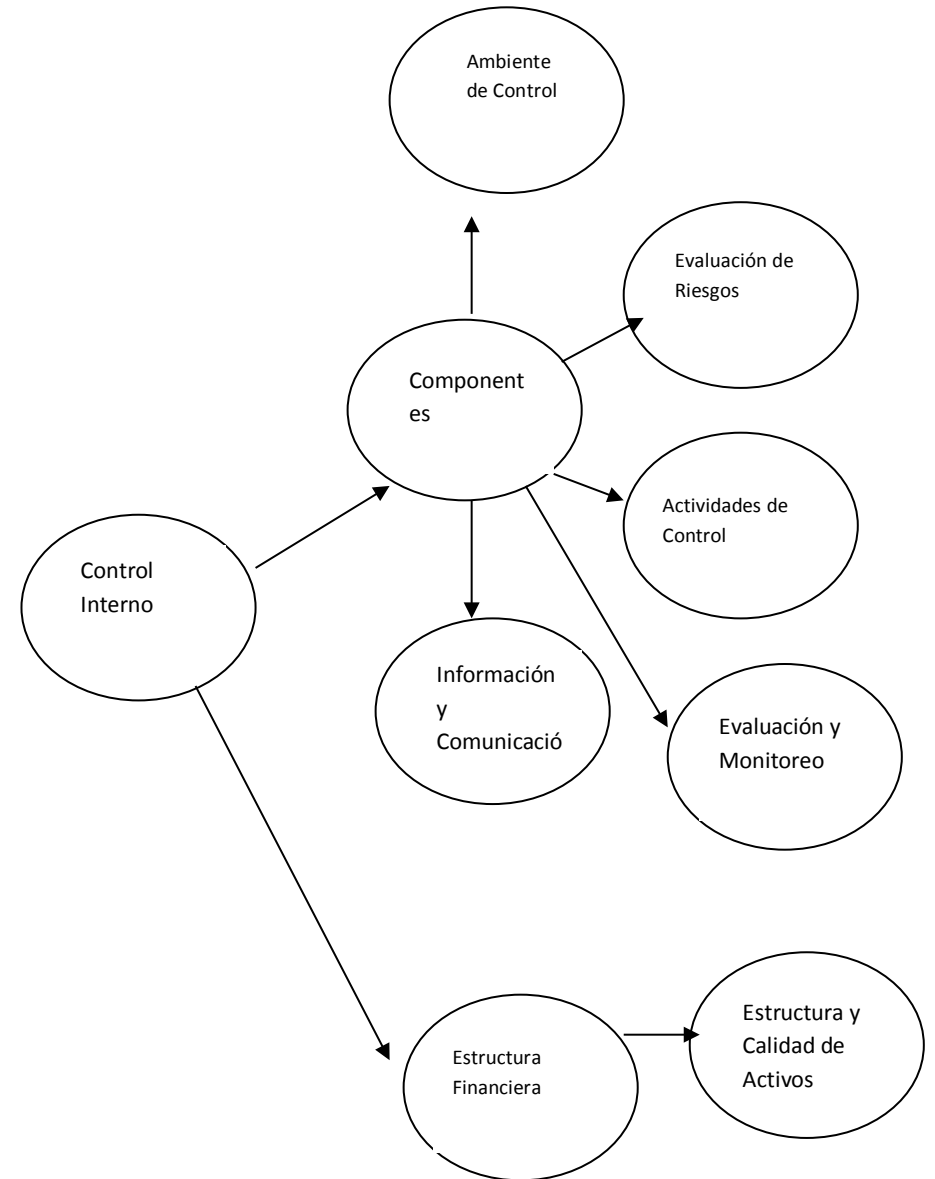 Ambiente
de Control
Evaluación de
Riesgos
Component
es
Actividades de
Control
Control
Interno
Información
y
Comunicació
Evaluación y
Monitoreo
Estructura y
Calidad de
Activos
Estructura
Financiera